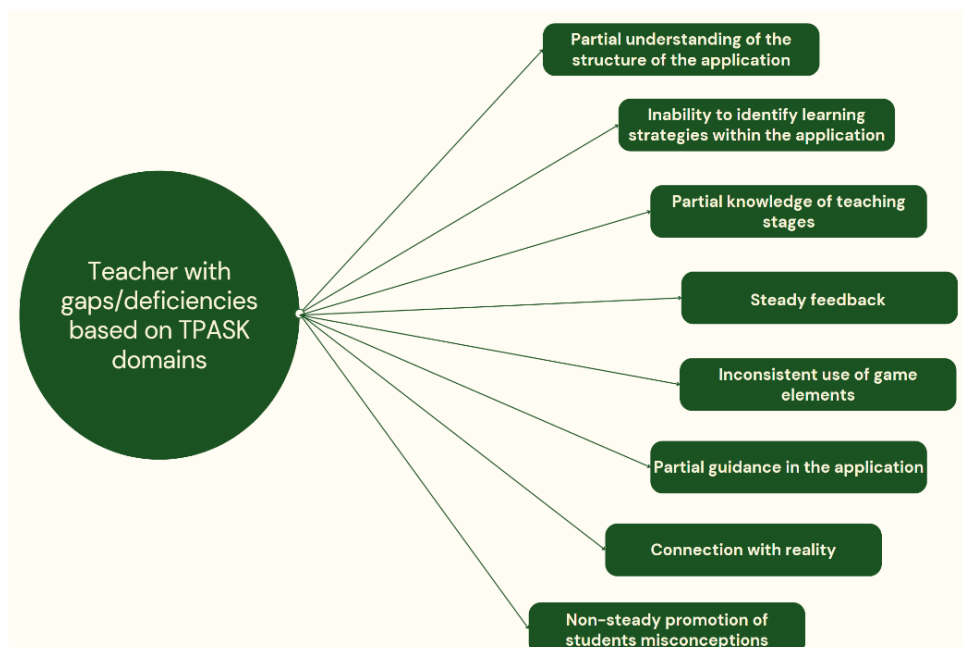 Teacher with
gaps/deficiencies
based on TPASK
domains
Partial understanding of the
structure of the application
Inability to identify learning
strategies within the application
Partial knowledge of teaching
stages
Steady feedback
Inconsistent use of game
elements
Partial guidance in the application
Connection with reality
Non-steady promotion of
students misconceptions